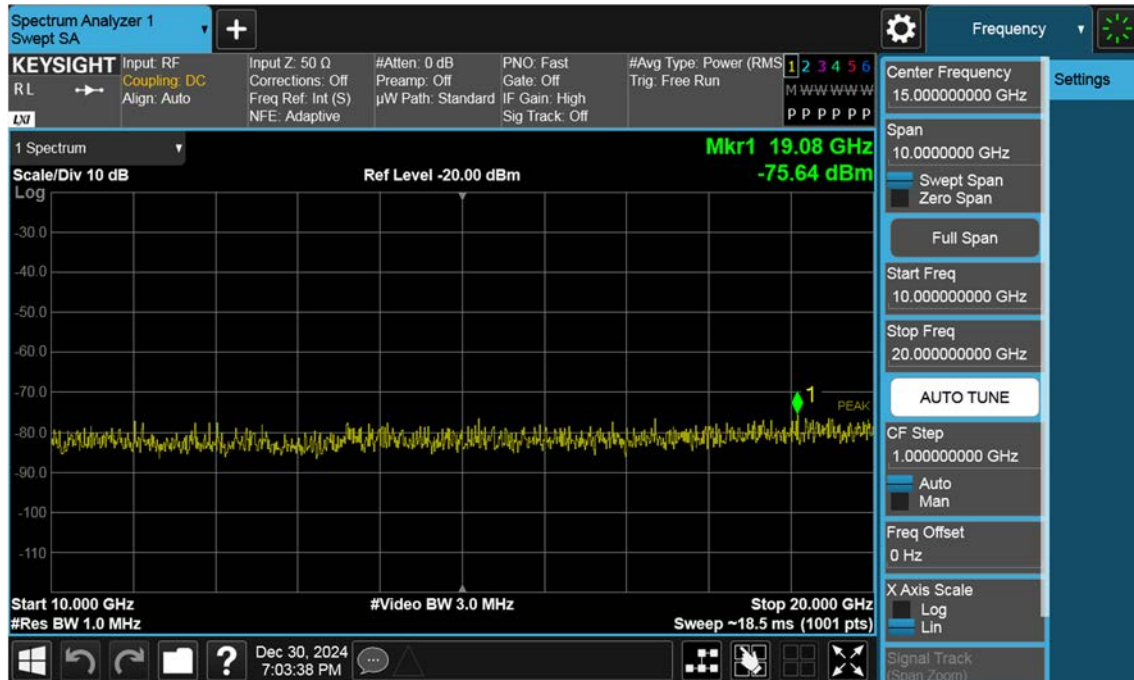 Spectrum Analyzer 1
Swept SA
Frequency
KEYSIGHT
R L
LXI
Input: RF
Coupling: DC
Align: Auto
Input Z: 50 Ω
Corrections: Off
Freq Ref: Int (S)
NFE: Adaptive
#Atten: 0 dB
Preamp: Off
µW Path: Standard
PNO: Fast
Gate: Off
IF Gain: High
Sig Track: Off
#Avg Type: Power (RMS
Trig: Free Run
1 2 3 4 5 6
M W W W W W
P P P P P P
1 Spectrum
Scale/Div 10 dB
Ref Level -20.00 dBm
Mkr1 19.08 GHz
-75.64 dBm
Log
-30.0
-40.0
-50.0
-60.0
-70.0
-80.0
-90.0
-100
-110
1
PEAK
Start 10.000 GHz
#Res BW 1.0 MHz
#Video BW 3.0 MHz
Stop 20.000 GHz
Sweep ~18.5 ms (1001 pts)
Dec 30, 2024
7:03:38 PM
Center Frequency
15.000000000 GHz
Span
10.0000000 GHz
Swept Span
Zero Span
Full Span
Start Freq
10.000000000 GHz
Stop Freq
20.000000000 GHz
AUTO TUNE
CF Step
1.000000000 GHz
Auto
Man
Freq Offset
0 Hz
X Axis Scale
Log
Lin
Signal Track
(Span Zoom)
Settings